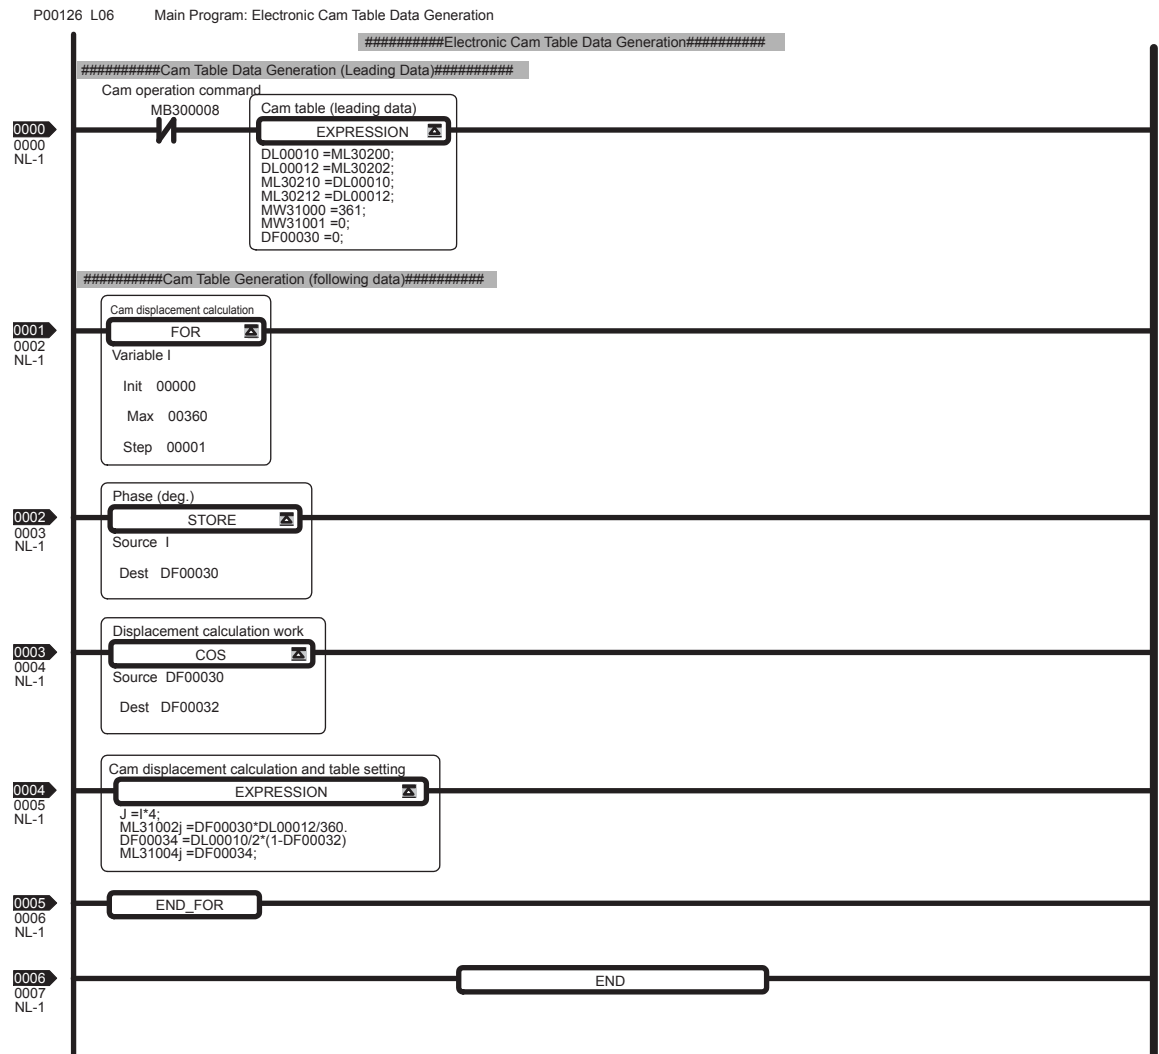 P00126 L06 Main Program: Electronic Cam Table Data Generation
##########Electronic Cam Table Data Generation##########
##########Cam Table Data Generation (Leading Data)##########
Cam operation command
MB300008
Cam table (leading data)
0000
EXPRESSION
0000
NL-1
DL00010 =ML30200;
DL00012 =ML30202;
ML30210 =DL00010;
ML30212 =DL00012;
MW31000 =361;
MW31001 =0;
DF00030 =0;
##########Cam Table Generation (following data)##########
Cam displacement calculation
0001
FOR
0002
NL-1
Variable I
Init 00000
Max 00360
Step 00001
Phase (deg.)
0002
STORE
0003
NL-1
Source I
Dest DF00030
Displacement calculation work
0003
COS
0004
NL-1
Source DF00030
Dest DF00032
Cam displacement calculation and table setting
0004
EXPRESSION
0005
NL-1
J =I*4;
ML31002j =DF00030*DL00012/360.
DF00034 =DL00010/2*(1-DF00032)
ML31004j =DF00034;
0005
END_FOR
0006
NL-1
0006
END
0007
NL-1